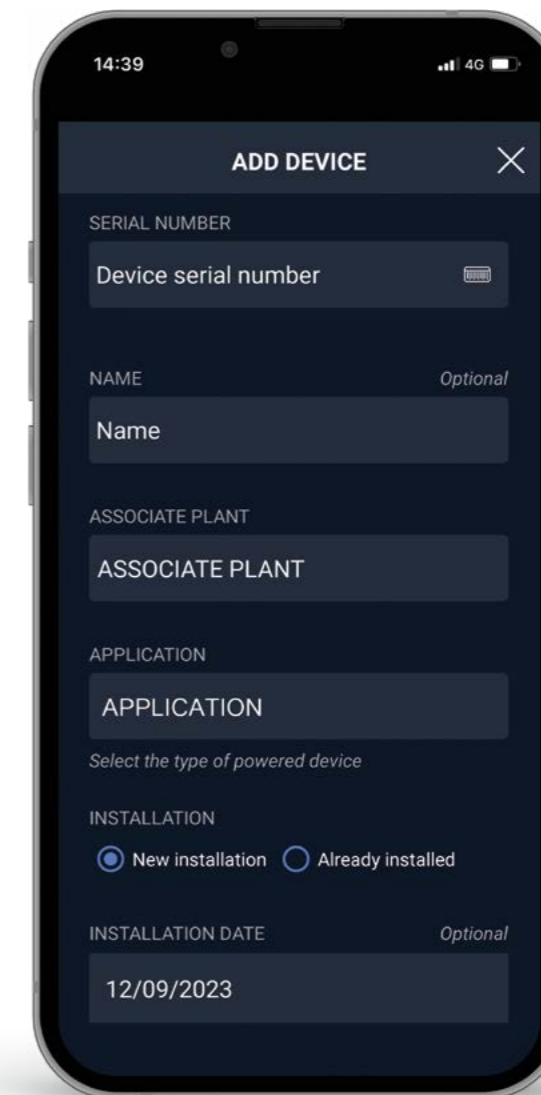 14:39
4G
ADD DEVICE
SERIAL NUMBER
Device serial number
NAME Optional
Name
ASSOCIATE PLANT
ASSOCIATE PLANT
APPLICATION
APPLICATION
Select the type of powered device
INSTALLATION
New installation Already installed
INSTALLATION DATE Optional
12/09/2023